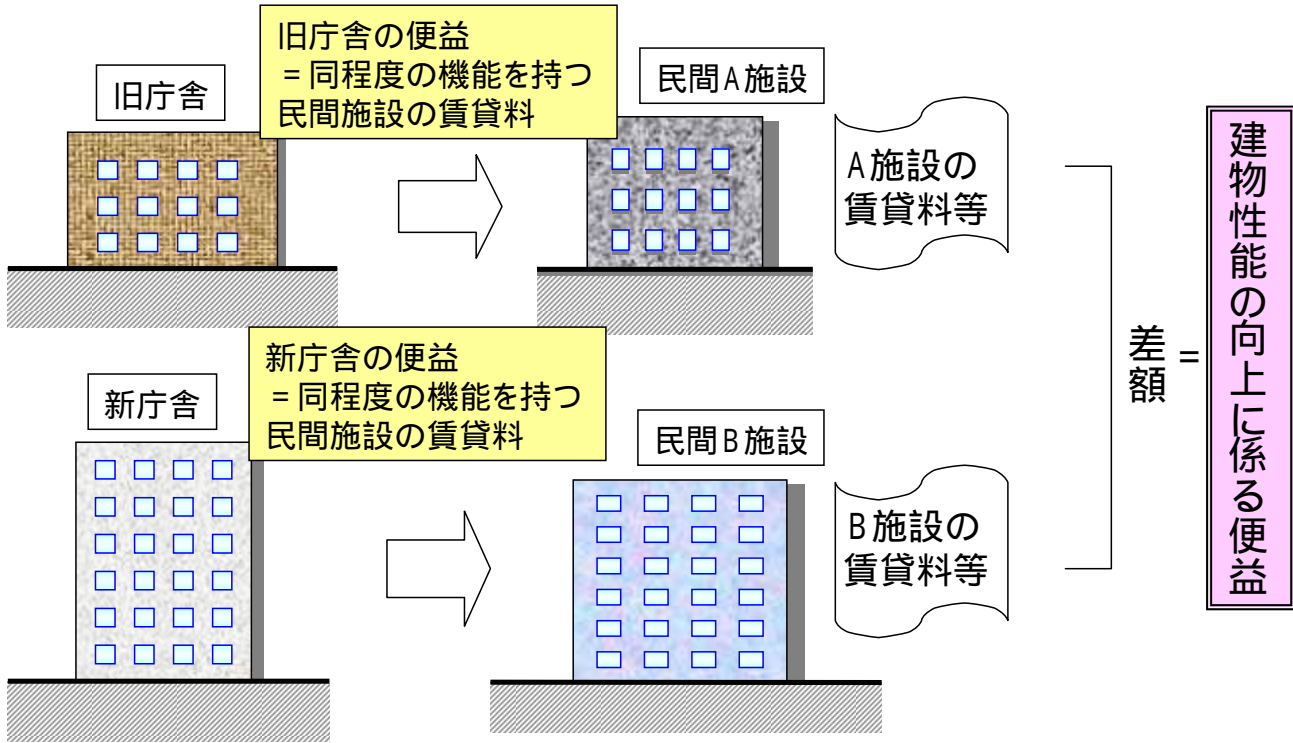 旧庁舎
旧庁舎の便益
=同程度の機能を持つ
民間施設の賃貸料
民間A施設
A施設の
賃貸料等
新庁舎
新庁舎の便益
=同程度の機能を持つ
民間施設の賃貸料
民間B施設
B施設の
賃貸料等
差額
=
建物性能の向上に係る便益